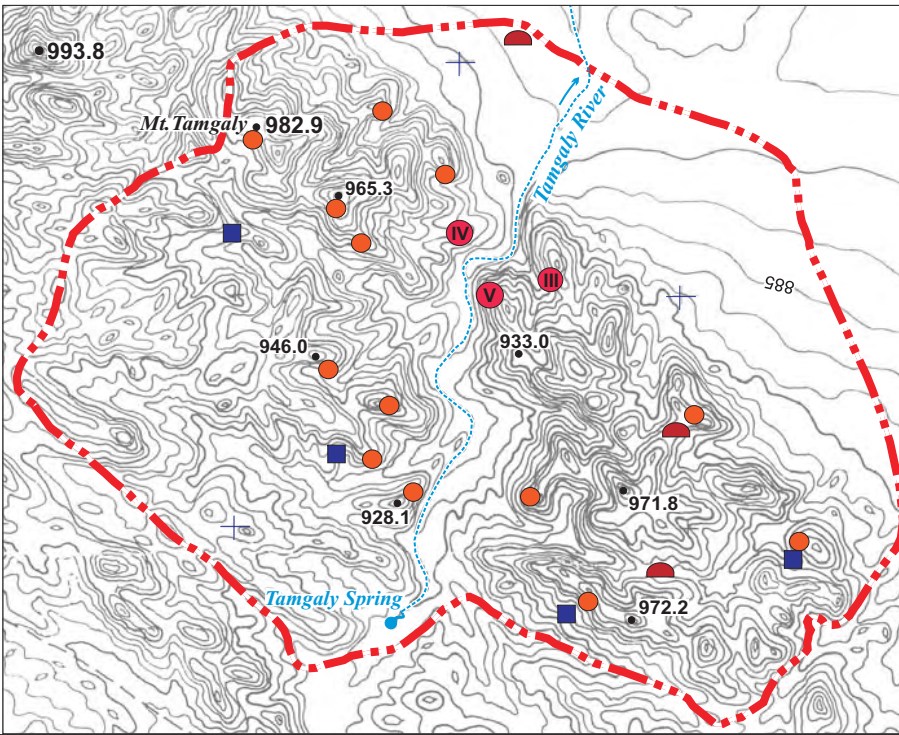 993.8
Mt.Tamgaly 982.9
Tamgaly River
965.3
IV
III
V
885
933.0
946.0
971.8
928.1
Tamgaly Spring
972.2